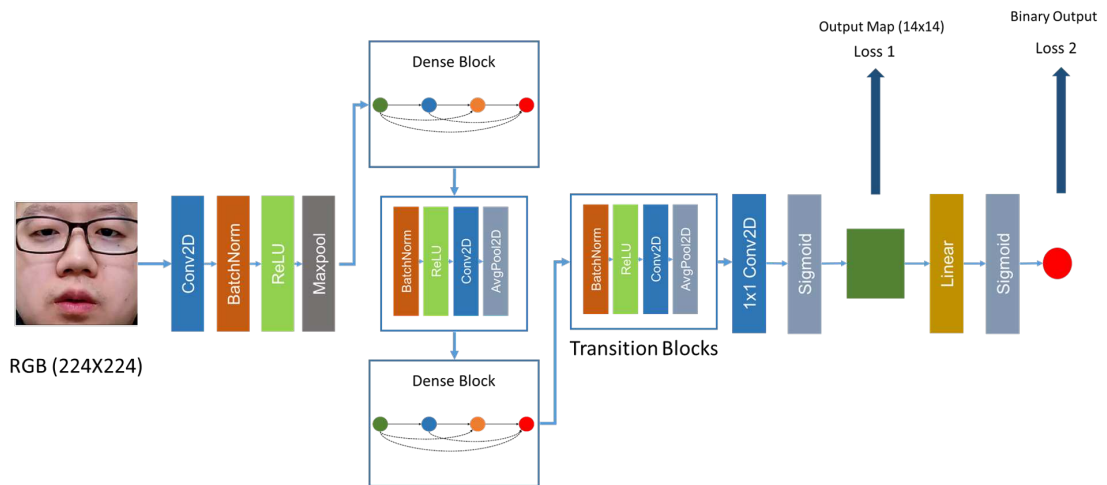 Output Map (14x14)
Loss 1
Binary Output
Loss 2
Dense Block
RGB (224X224)
Conv2D
BatchNorm
ReLU
Maxpool
BatchNorm
ReLU
Conv2D
AvgPool2D
Dense Block
BatchNorm
ReLU
Conv2D
AvgPool2D
Transition Blocks
1x1 Conv2D
Sigmoid
Linear
Sigmoid